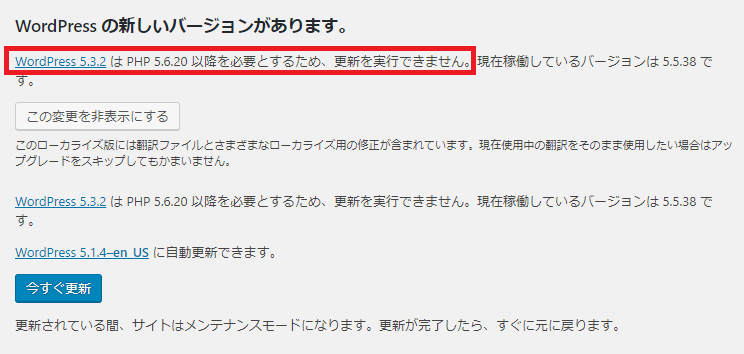 WordPress の新しいバージョンがあります。
WordPress 5.3.2 は PHP 5.6.20 以降を必要とするため、更新を実行できません。現在稼働しているバージョンは 5.5.38 で
す。
この変更を非表示にする
このローカライズ版には翻訳ファイルとさまざまなローカライズ用の修正が含まれています。現在使用中の翻訳をそのまま使用したい場合はアッ
プグレードをスキップしてもかまいません。
WordPress 5.3.2 は PHP 5.6.20 以降を必要とするため、更新を実行できません。現在稼働しているバージョンは 5.5.38 で
す。
WordPress 5.1.4–en_US に自動更新できます。
今すぐ更新
更新されている間、サイトはメンテナンスモードになります。更新が完了したら、すぐに元に戻ります。